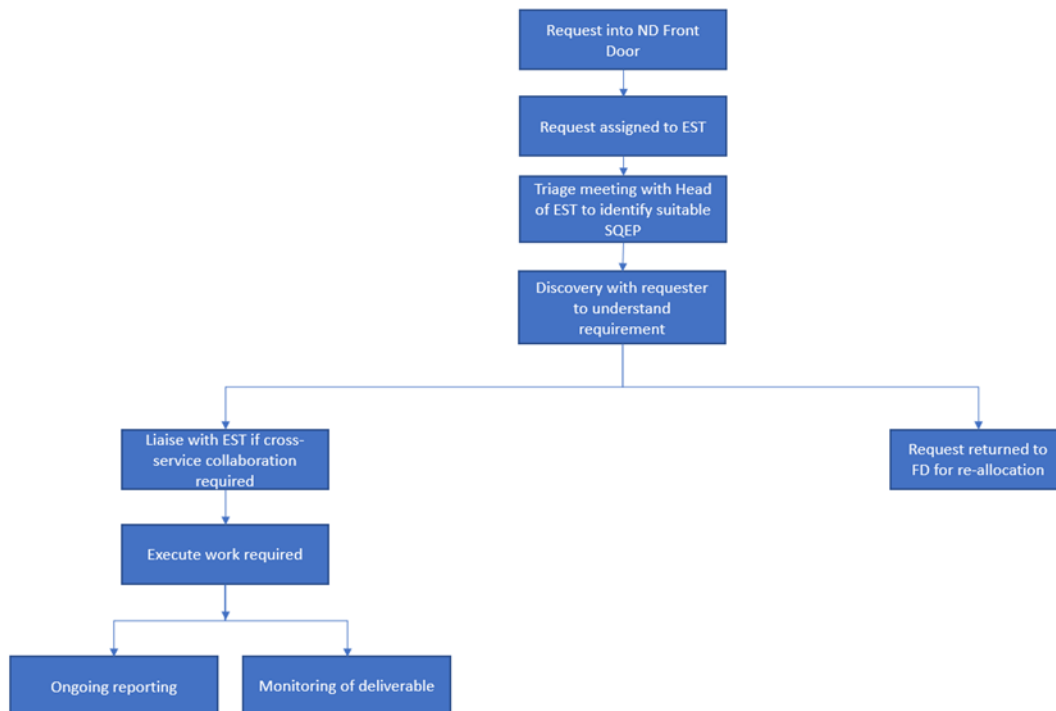 Request into ND Front
Door
Request assigned to EST
Triage meeting with Head
of EST to identify suitable
SQEP
Discovery with requester
to understand
requirement
Liaise with EST if cross-
service collaboration
required
Request returned to
FD for re-allocation
Execute work required
Ongoing reporting
Monitoring of deliverable